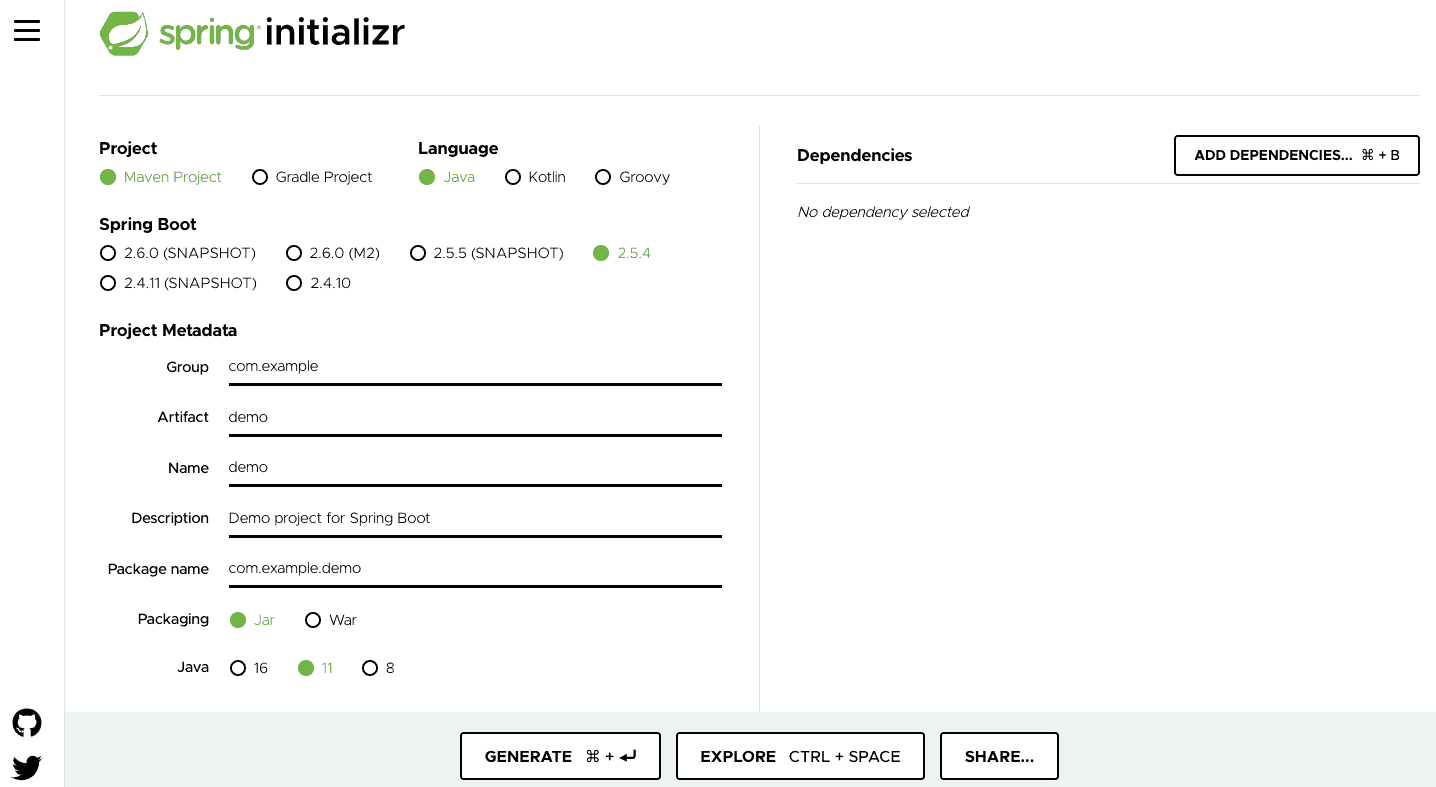 spring initializr
Project
Maven Project Gradle Project
Language
Java Kotlin Groovy
Spring Boot
2.6.0 (SNAPSHOT) 2.6.0 (M2) 2.5.5 (SNAPSHOT) 2.5.4
2.4.11 (SNAPSHOT) 2.4.10
Project Metadata
Group com.example
Artifact demo
Name demo
Description Demo project for Spring Boot
Package name com.example.demo
Packaging Jar War
Java 16 11 8
Dependencies ADD DEPENDENCIES... ⌘ + B
No dependency selected
GENERATE ⌘ + ⏎ EXPLORE CTRL + SPACE SHARE...